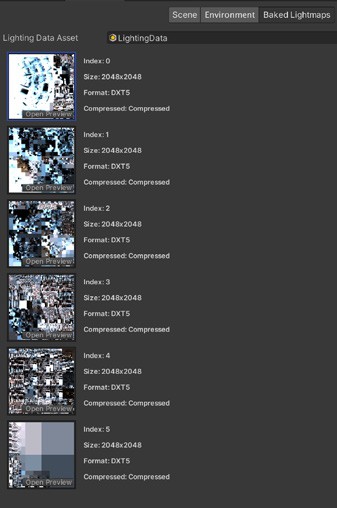 Scene Environment Baked Lightmaps
Lighting Data Asset LightingData
Index: 0
Size: 2048x2048
Format: DXT5
Open Preview Compressed: Compressed
Index: 1
Size: 2048x2048
Format: DXT5
Open Preview Compressed: Compressed
Index: 2
Size: 2048x2048
Format: DXT5
Open Preview Compressed: Compressed
Index: 3
Size: 2048x2048
Format: DXT5
Open Preview Compressed: Compressed
Index: 4
Size: 2048x2048
Format: DXT5
Open Preview Compressed: Compressed
Index: 5
Size: 2048x2048
Format: DXT5
Open Preview Compressed: Compressed